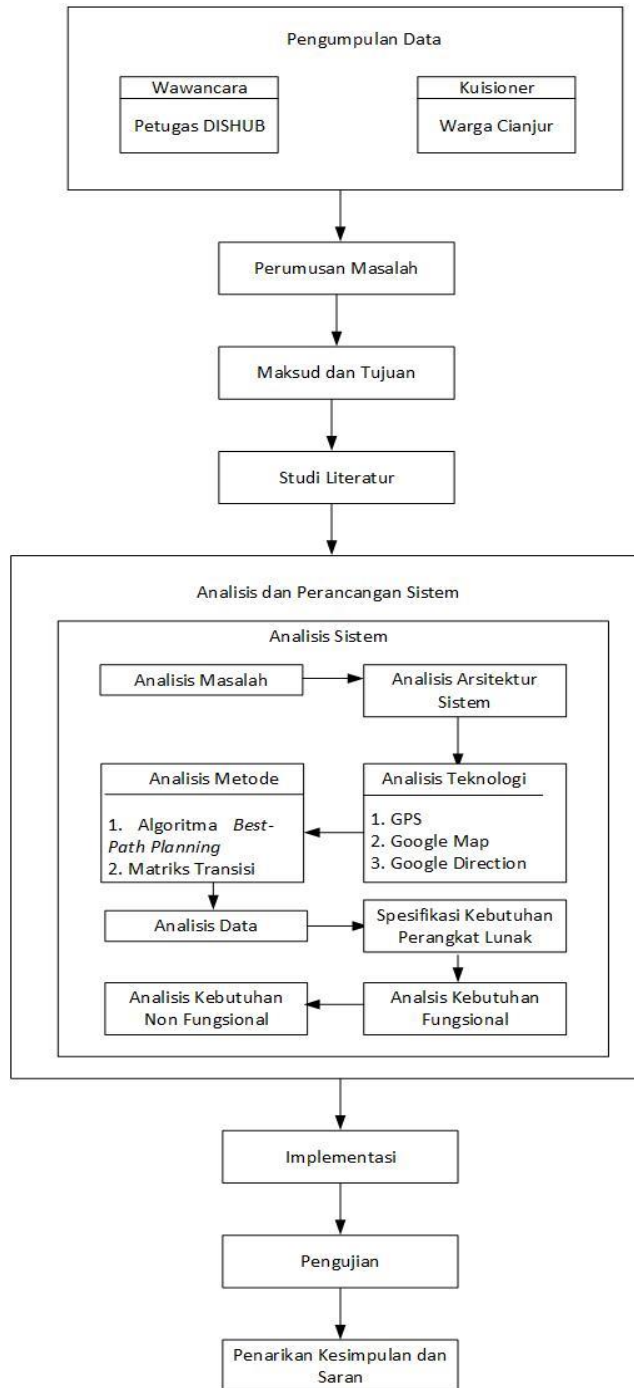 Pengumpulan Data
Wawancara
Petugas DISHUB
Kuisioner
Warga Cianjur
Perumusan Masalah
Maksud dan Tujuan
Studi Literatur
Analisis dan Perancangan Sistem
Analisis Sistem
Analisis Masalah
Analisis Arsitektur
Sistem
Analisis Teknologi
1. GPS
2. Google Map
3. Google Direction
Analisis Metode
1. Algoritma Best-
Path Planning
2. Matriks Transisi
Analisis Data
Spesifikasi Kebutuhan
Perangkat Lunak
Analsis Kebutuhan
Fungsional
Analisis Kebutuhan
Non Fungsional
Implementasi
Pengujian
Penarikan Kesimpulan dan
Saran